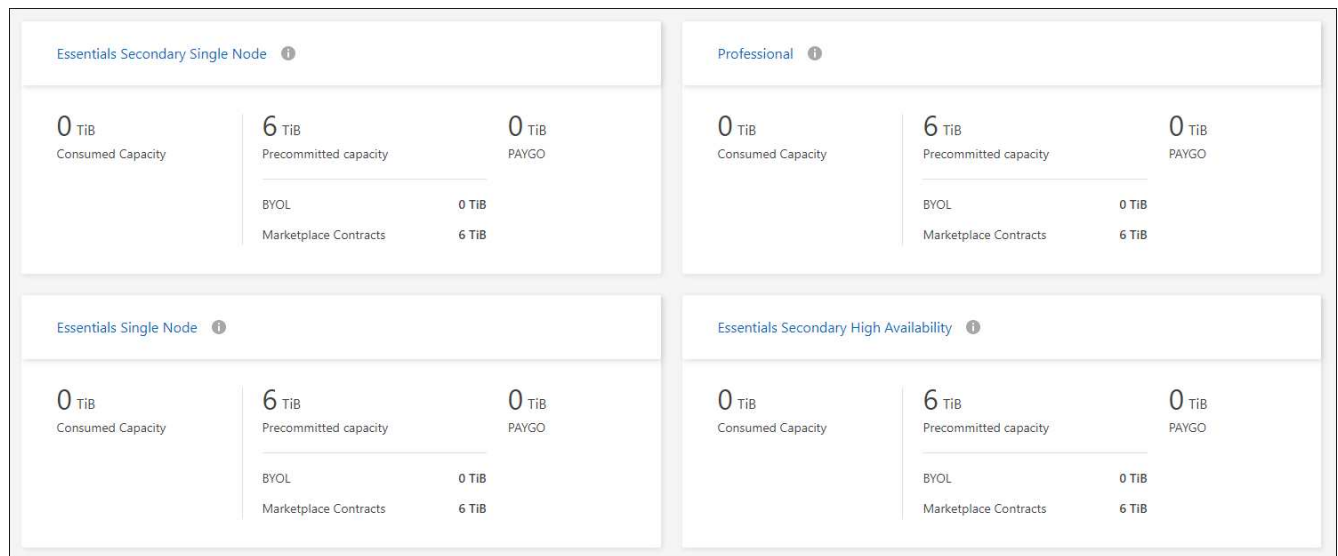 Essentials Secondary Single Node
0 TiB
Consumed Capacity
6 TiB
Precommitted capacity
0 TiB
PAYGO
BYOL 0 TiB
Marketplace Contracts 6 TiB
Professional
0 TiB
Consumed Capacity
6 TiB
Precommitted capacity
0 TiB
PAYGO
BYOL 0 TiB
Marketplace Contracts 6 TiB
Essentials Single Node
0 TiB
Consumed Capacity
6 TiB
Precommitted capacity
0 TiB
PAYGO
BYOL 0 TiB
Marketplace Contracts 6 TiB
Essentials Secondary High Availability
0 TiB
Consumed Capacity
6 TiB
Precommitted capacity
0 TiB
PAYGO
BYOL 0 TiB
Marketplace Contracts 6 TiB